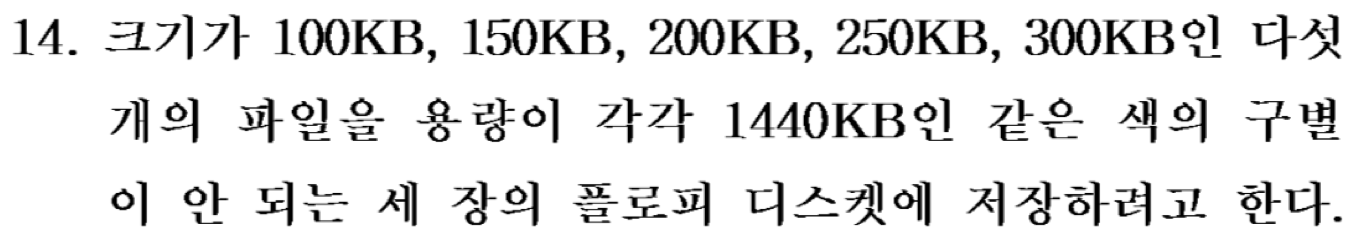 14. 크기가 100KB, 150KB, 200KB, 250KB, 300KB인 다섯
개의 파일을 용량이 각각 1440KB인 같은 색의 구별
이 안 되는 세 장의 플로피 디스켓에 저장하려고 한다.